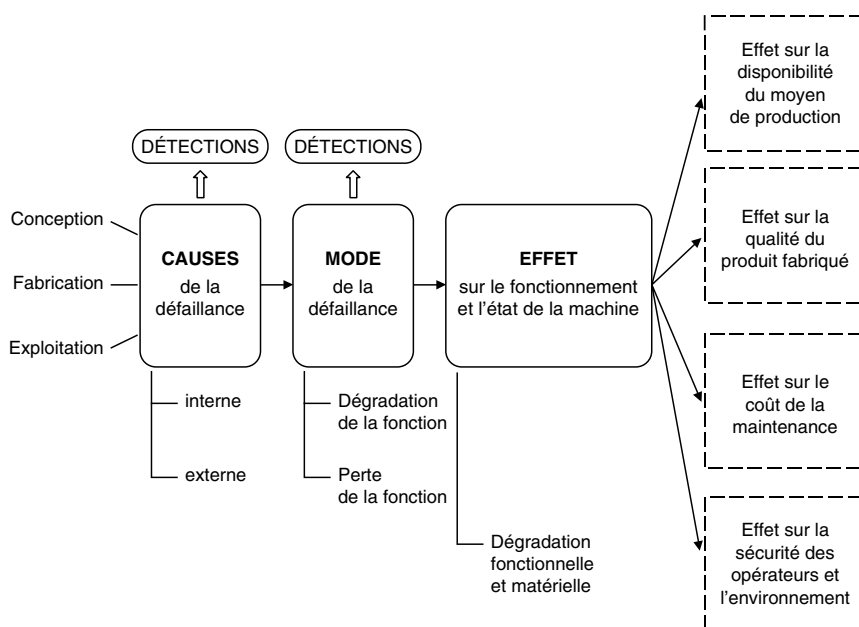 DÉTECTIONS
DÉTECTIONS
Conception
Fabrication
Exploitation
CAUSES
de la
défaillance
interne
externe
MODE
de la
défaillance
Dégradation
de la fonction
Perte
de la fonction
EFFET
sur le fonctionnement
et l'état de la machine
Dégradation
fonctionnelle
et matérielle
Effet sur la
disponibilité
du moyen
de production
Effet sur la
qualité du
produit fabriqué
Effet sur le
coût de la
maintenance
Effet sur la
sécurité des
opérateurs et
l'environnement